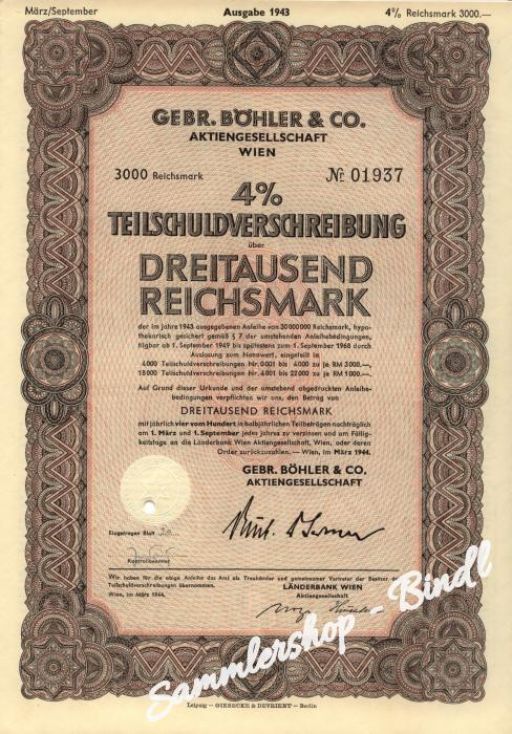 März/September
Ausgabe 1943
4% Reichsmark 3000.—
GEBR. BÖHLER & CO.
AKTIENGESELLSCHAFT
WIEN
3000 Reichsmark
№ 01937
4%
TEILSCHULDVERSCHREIBUNG
über
DREITAUSEND
REICHSMARK
der im Jahre 1943 ausgegebenen Anleihe von 30 000 000 Reichsmark, hypo-
thekarisch gesichert gemäß § 7 der umstehenden Anleihebedingungen,
tilgbar ab 1. September 1949 bis spätestens zum 1. September 1968 durch
Auslosung zum Nennwert, eingeteilt in
4000 Teilschuldverschreibungen Nr. 0001 bis 4000 zu je RM 3000.—,
18000 Teilschuldverschreibungen Nr. 4001 bis 22000 zu je RM 1000.—.
Auf Grund dieser Urkunde und der umstehend abgedruckten Anleihe-
bedingungen verpflichten wir uns, den Betrag von
DREITAUSEND REICHSMARK
mit jährlich vier vom Hundert in halbjährlichen Teilbeträgen nachträglich
am 1. März und 1. September jedes Jahres zu verzinsen und am Fällig-
keitstage an die Länderbank Wien Aktiengesellschaft, Wien, oder deren
Order zurückzuzahlen. — Wien, im März 1944.
GEBR. BÖHLER & CO.
AKTIENGESELLSCHAFT
Eingetragen Blatt
Kontrollbeamter
Wir haben für die obige Anleihe das Amt als Treuhänder und gemeinsamer Vertreter der Besitzer
Teilschuldverschreibungen übernommen.
Wien, im März 1944.
LÄNDERBANK WIEN
Aktiengesellschaft
Sammlershop - Bindl
Leipzig — GIESECKE & DEVRIENT — Berlin